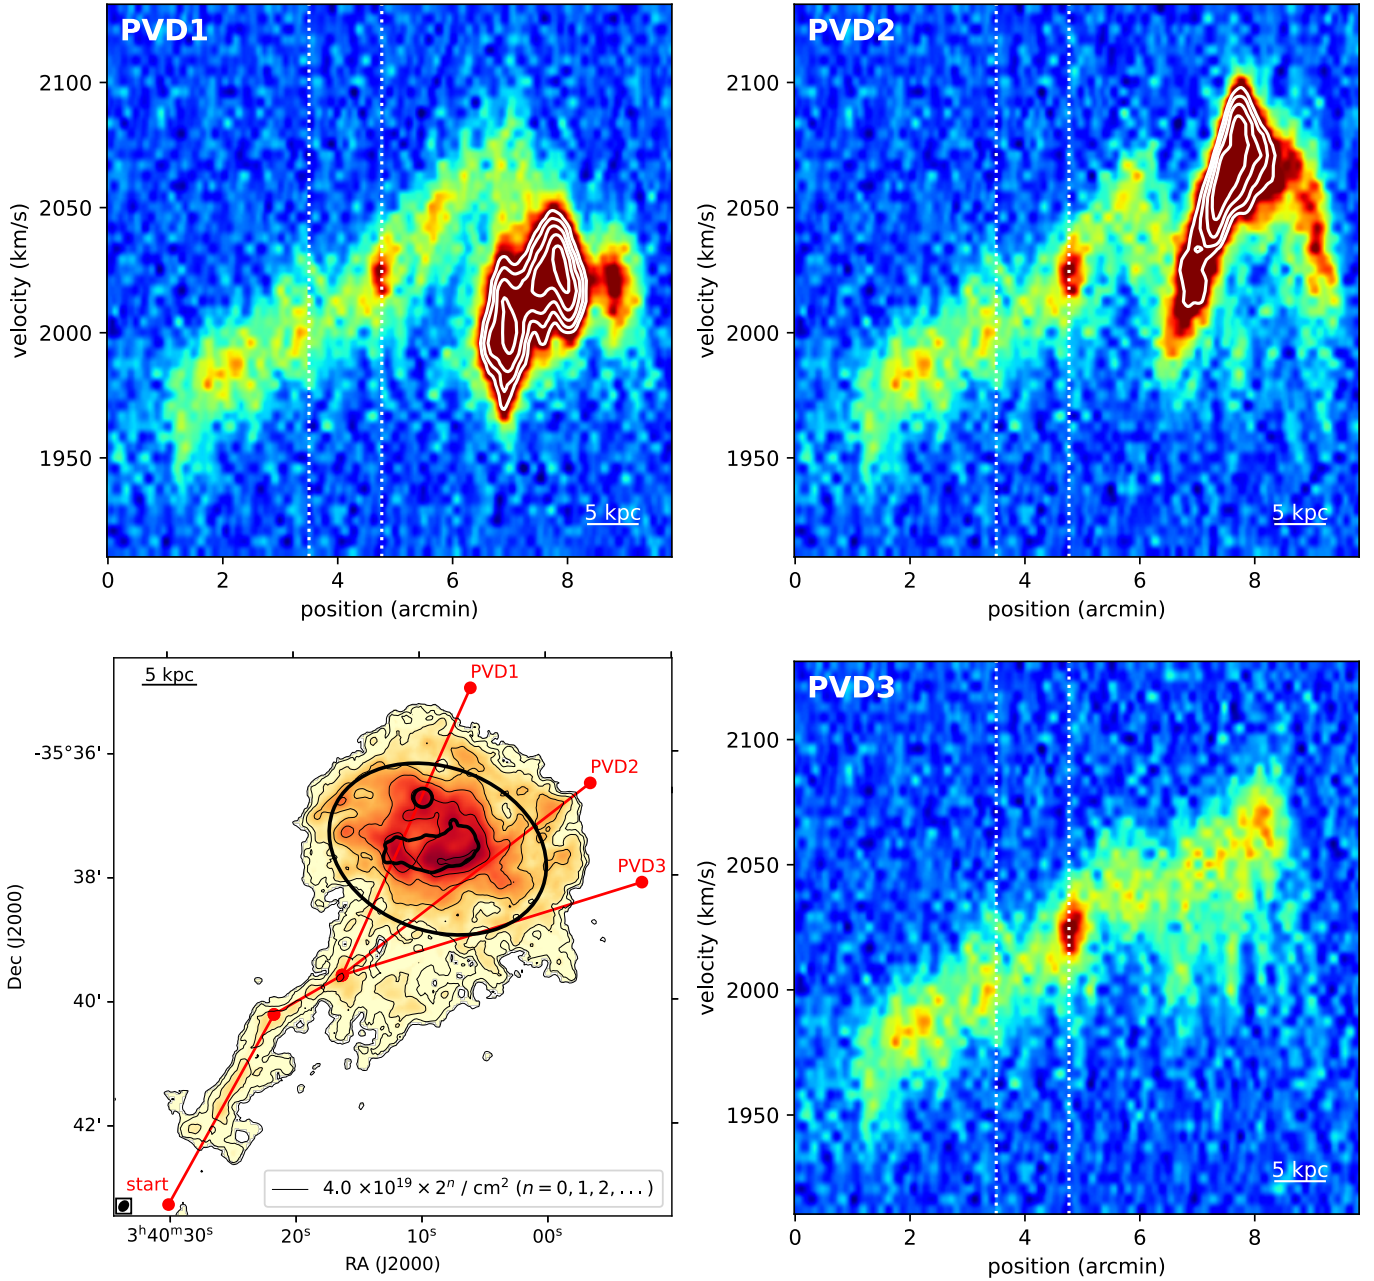 PVD1
PVD2
2100
2050
2000
1950
velocity (km/s)
5 kpc
0 2 4 6 8
position (arcmin)
2100
2050
2000
1950
velocity (km/s)
5 kpc
0 2 4 6 8
position (arcmin)
5 kpc
PVD1
PVD2
PVD3
start
-35°36'
38'
40'
42'
Dec (J2000)
4.0 ×10¹⁹ × 2ⁿ / cm² (n = 0, 1, 2, . . . )
3ʰ40ᵐ30ˢ 20ˢ 10ˢ 00ˢ
RA (J2000)
PVD3
2100
2050
2000
1950
velocity (km/s)
5 kpc
0 2 4 6 8
position (arcmin)